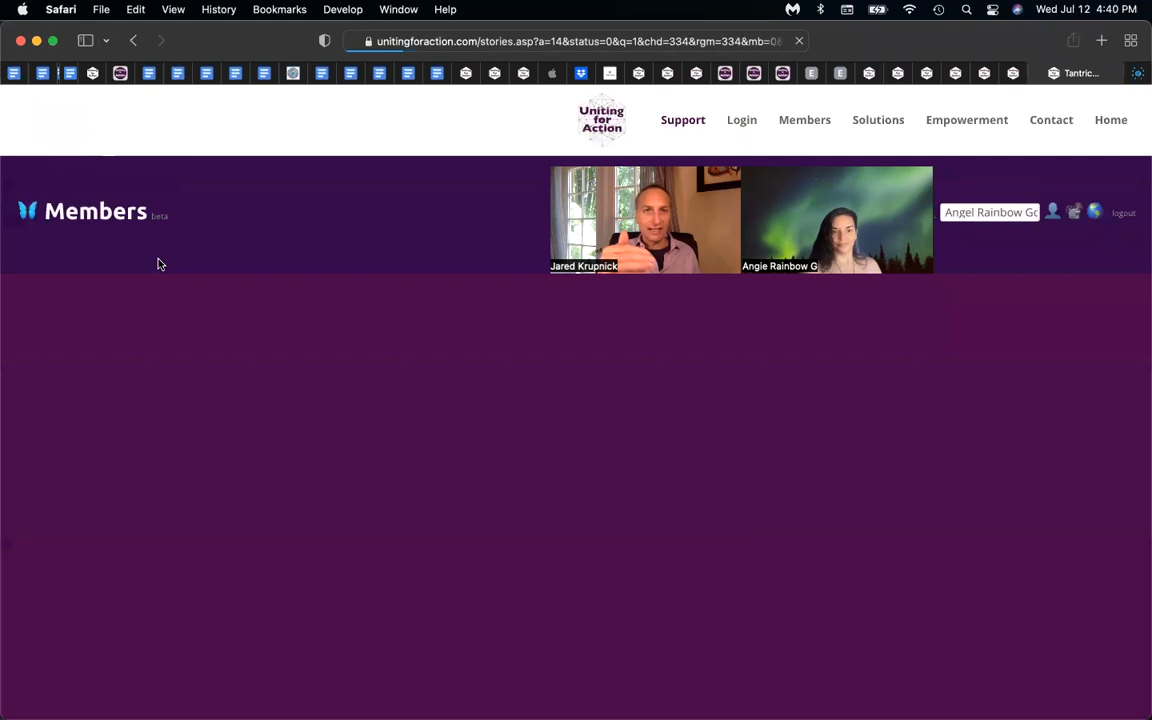 Safari File Edit View History Bookmarks Develop Window Help Wed Jul 12 4:40 PM
unitingforaction.com/stories.asp?a=14&status=0&q=1&chd=334&rgm=334&mb=0
E E Tantric...
Uniting for Action
Support Login Members Solutions Empowerment Contact Home
Members beta
Angel Rainbow Go
logout
Jared Krupnick
Angie Rainbow G